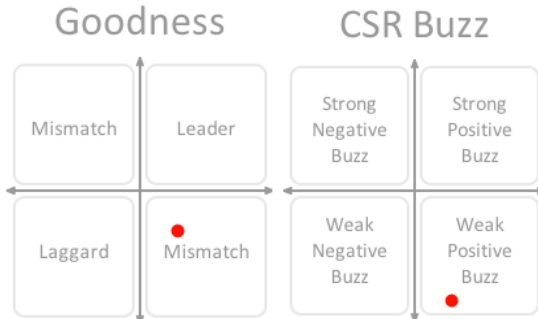 Goodness
Mismatch
Leader
Laggard
Mismatch
CSR Buzz
Strong
Negative
Buzz
Strong
Positive
Buzz
Weak
Negative
Buzz
Weak
Positive
Buzz